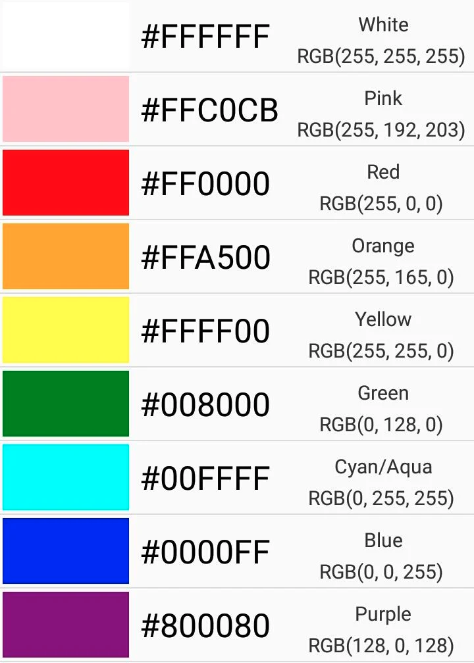 #FFFFFF
White
RGB(255, 255, 255)
#FFC0CB
Pink
RGB(255, 192, 203)
#FF0000
Red
RGB(255, 0, 0)
#FFA500
Orange
RGB(255, 165, 0)
#FFFF00
Yellow
RGB(255, 255, 0)
#008000
Green
RGB(0, 128, 0)
#00FFFF
Cyan/Aqua
RGB(0, 255, 255)
#0000FF
Blue
RGB(0, 0, 255)
#800080
Purple
RGB(128, 0, 128)